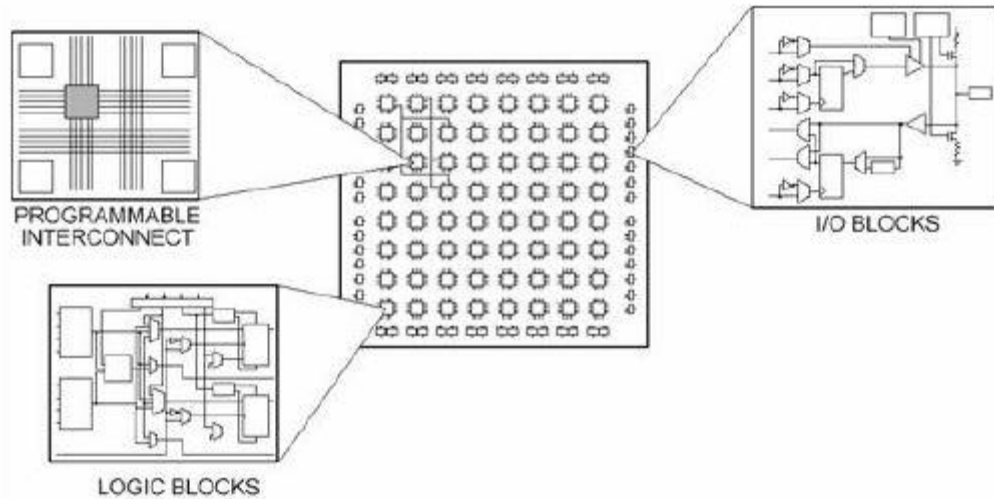 PROGRAMMABLE
INTERCONNECT
I/O BLOCKS
LOGIC BLOCKS